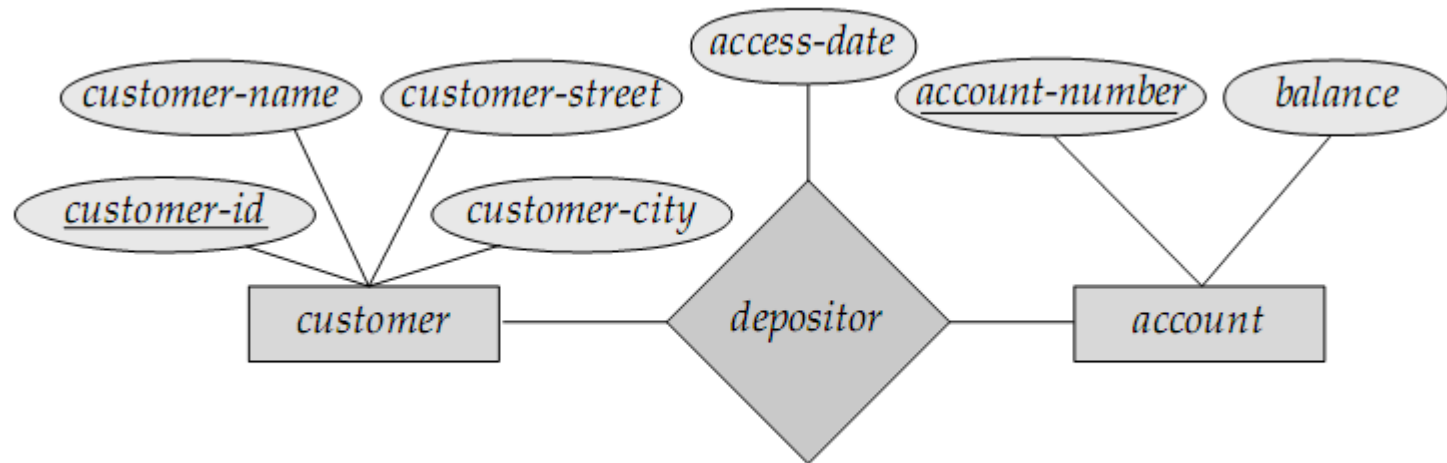 access-date
customer-name
customer-street
account-number
balance
customer-id
customer-city
customer
depositor
account